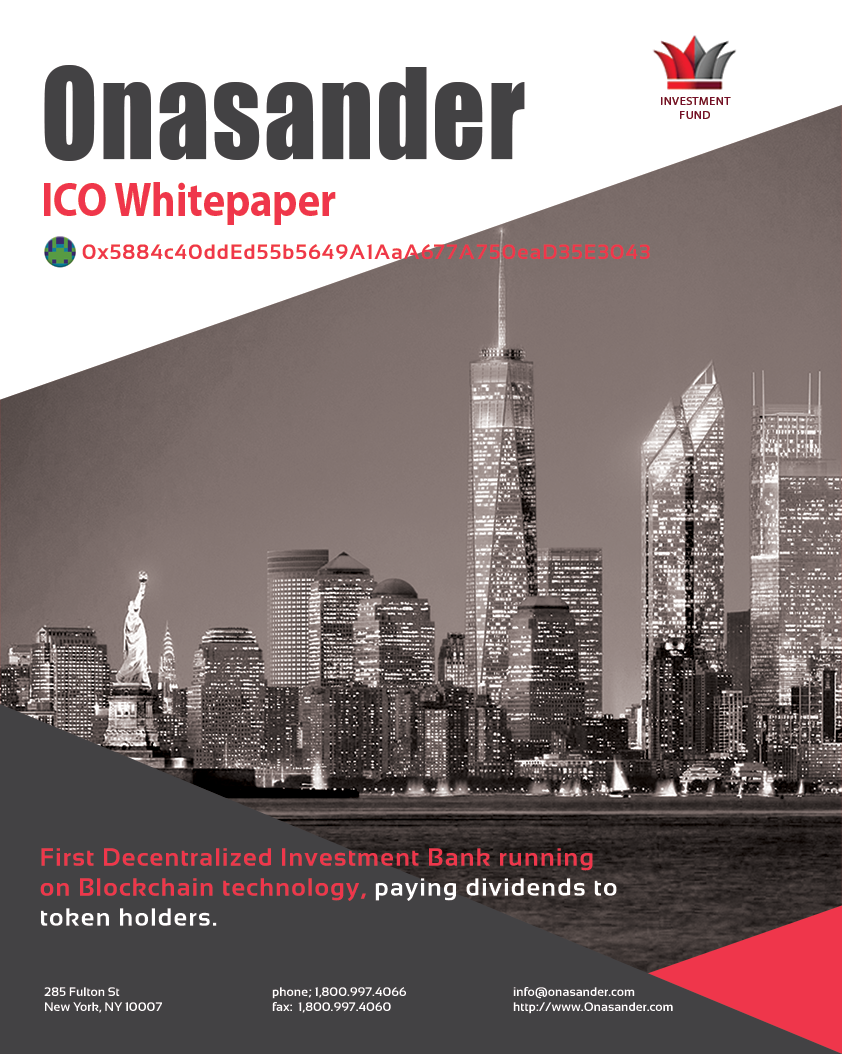 Onasander
INVESTMENT
FUND
ICO Whitepaper
0x5884c40ddEd55b5649A1AaA677A750eaD35E3043
First Decentralized Investment Bank running
on Blockchain technology, paying dividends to
token holders.
285 Fulton St
New York, NY 10007
phone; 1,800.997.4066
fax: 1,800.997.4060
info@onasander.com
http://www.Onasander.com